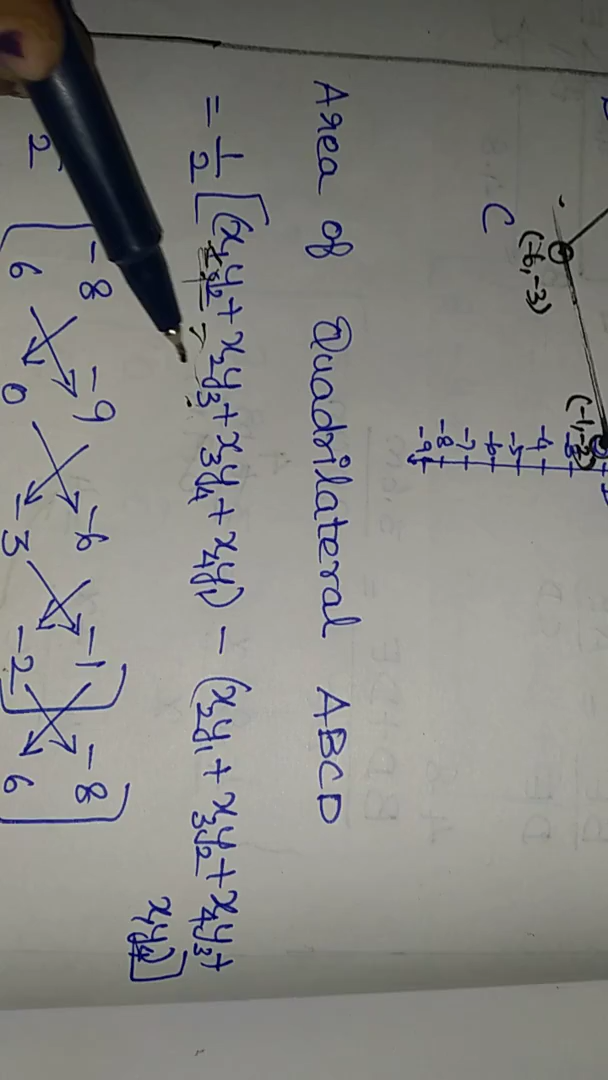 C
(-6,-3)
(-1,-2)
-4
-5
-6
-7
-8
-9
Area of Quadrilateral ABCD
= 1/2 [(x₁y₂ + x₂y₃ + x₃y₄ + x₄y₁) - (x₂y₁ + x₃y₂ + x₄y₃ +
x₁y₄)]
2
-8 -9 -6 -1 -8
6 0 -3 -2 6